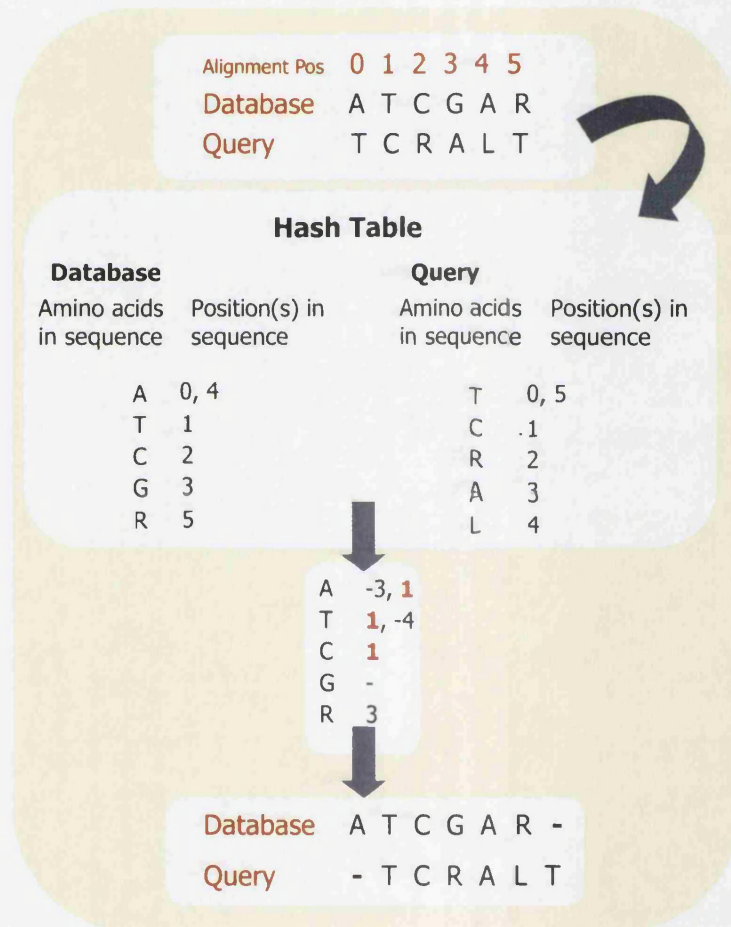 Alignment Pos 0 1 2 3 4 5
Database A T C G A R
Query T C R A L T
Hash Table
Database Query
Amino acids Position(s) in Amino acids Position(s) in
in sequence sequence in sequence sequence
A 0, 4 T 0, 5
T 1 C .1
C 2 R 2
G 3 A 3
R 5 L 4
A -3, 1
T 1, -4
C 1
G -
R 3
Database A T C G A R -
Query - T C R A L T